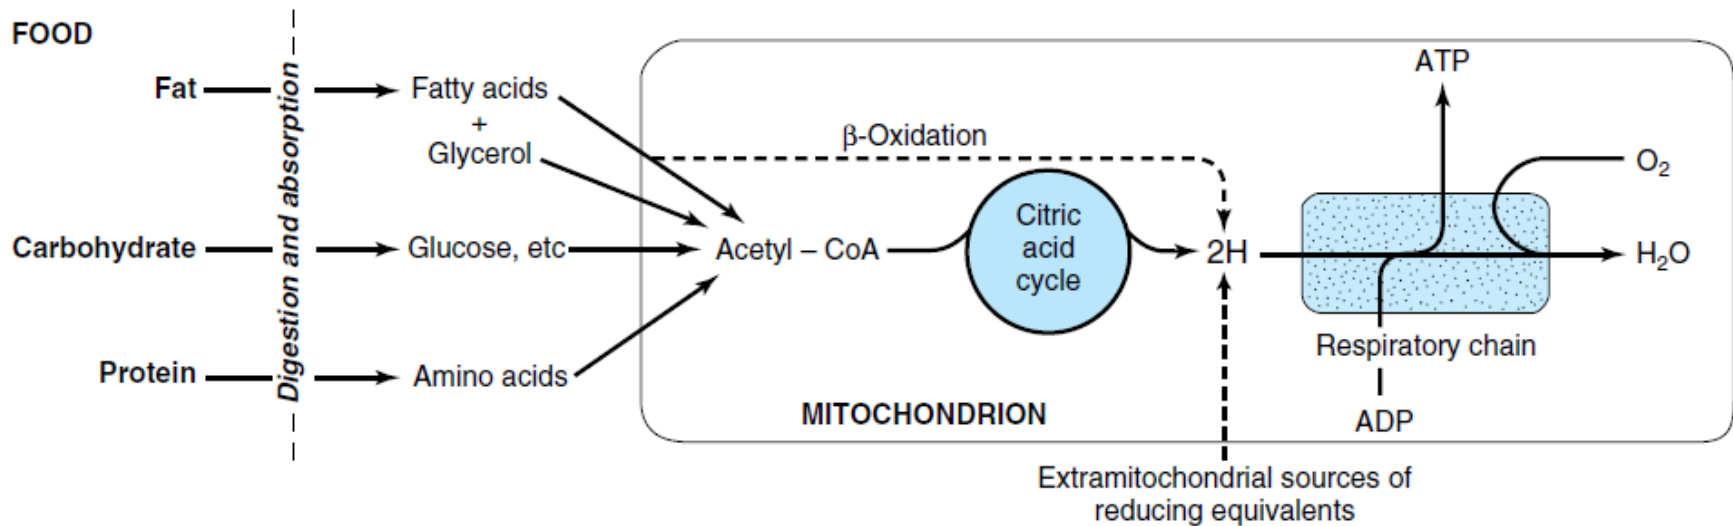 FOOD
Fat
Carbohydrate
Protein
Digestion and absorption
Fatty acids
+
Glycerol
Glucose, etc
Amino acids
β-Oxidation
Acetyl – CoA
Citric
acid
cycle
2H
ATP
O₂
H₂O
Respiratory chain
ADP
MITOCHONDRION
Extramitochondrial sources of
reducing equivalents